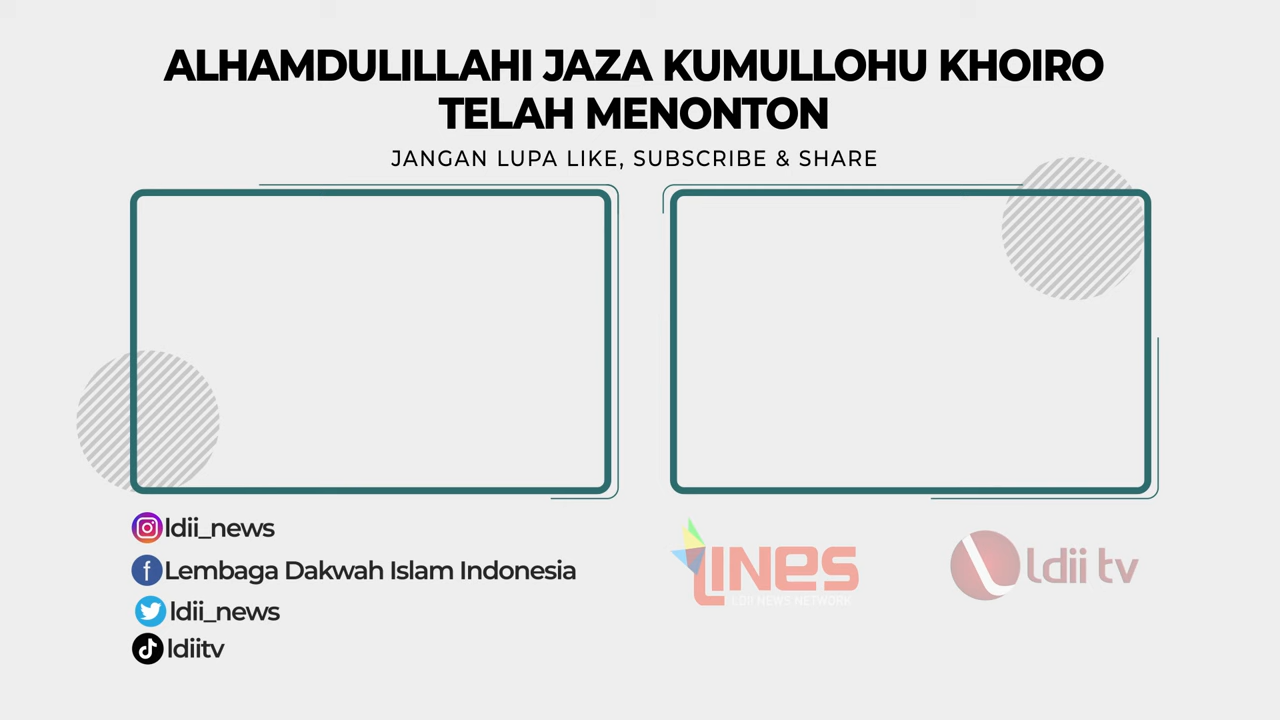 ALHAMDULILLAHI JAZA KUMULLOHU KHOIRO
TELAH MENONTON
JANGAN LUPA LIKE, SUBSCRIBE & SHARE
ldii_news
Lembaga Dakwah Islam Indonesia
ldii_news
ldiitv
LINES
LDII NEWS NETWORK
ldii tv